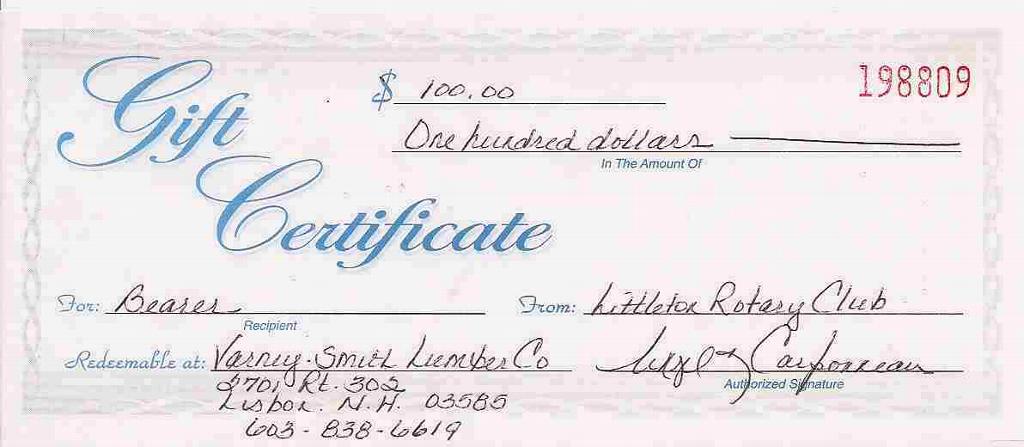 Gift Certificate
198809
$ 100.00
One hundred dollars
In The Amount Of
For: Bearer
Recipient
From: Littleton Rotary Club
Redeemable at: Varney-Smith Lumber Co
2701 Rt. 302
Lisbon. N.H. 03585
603-838-6619
Authorized Signature